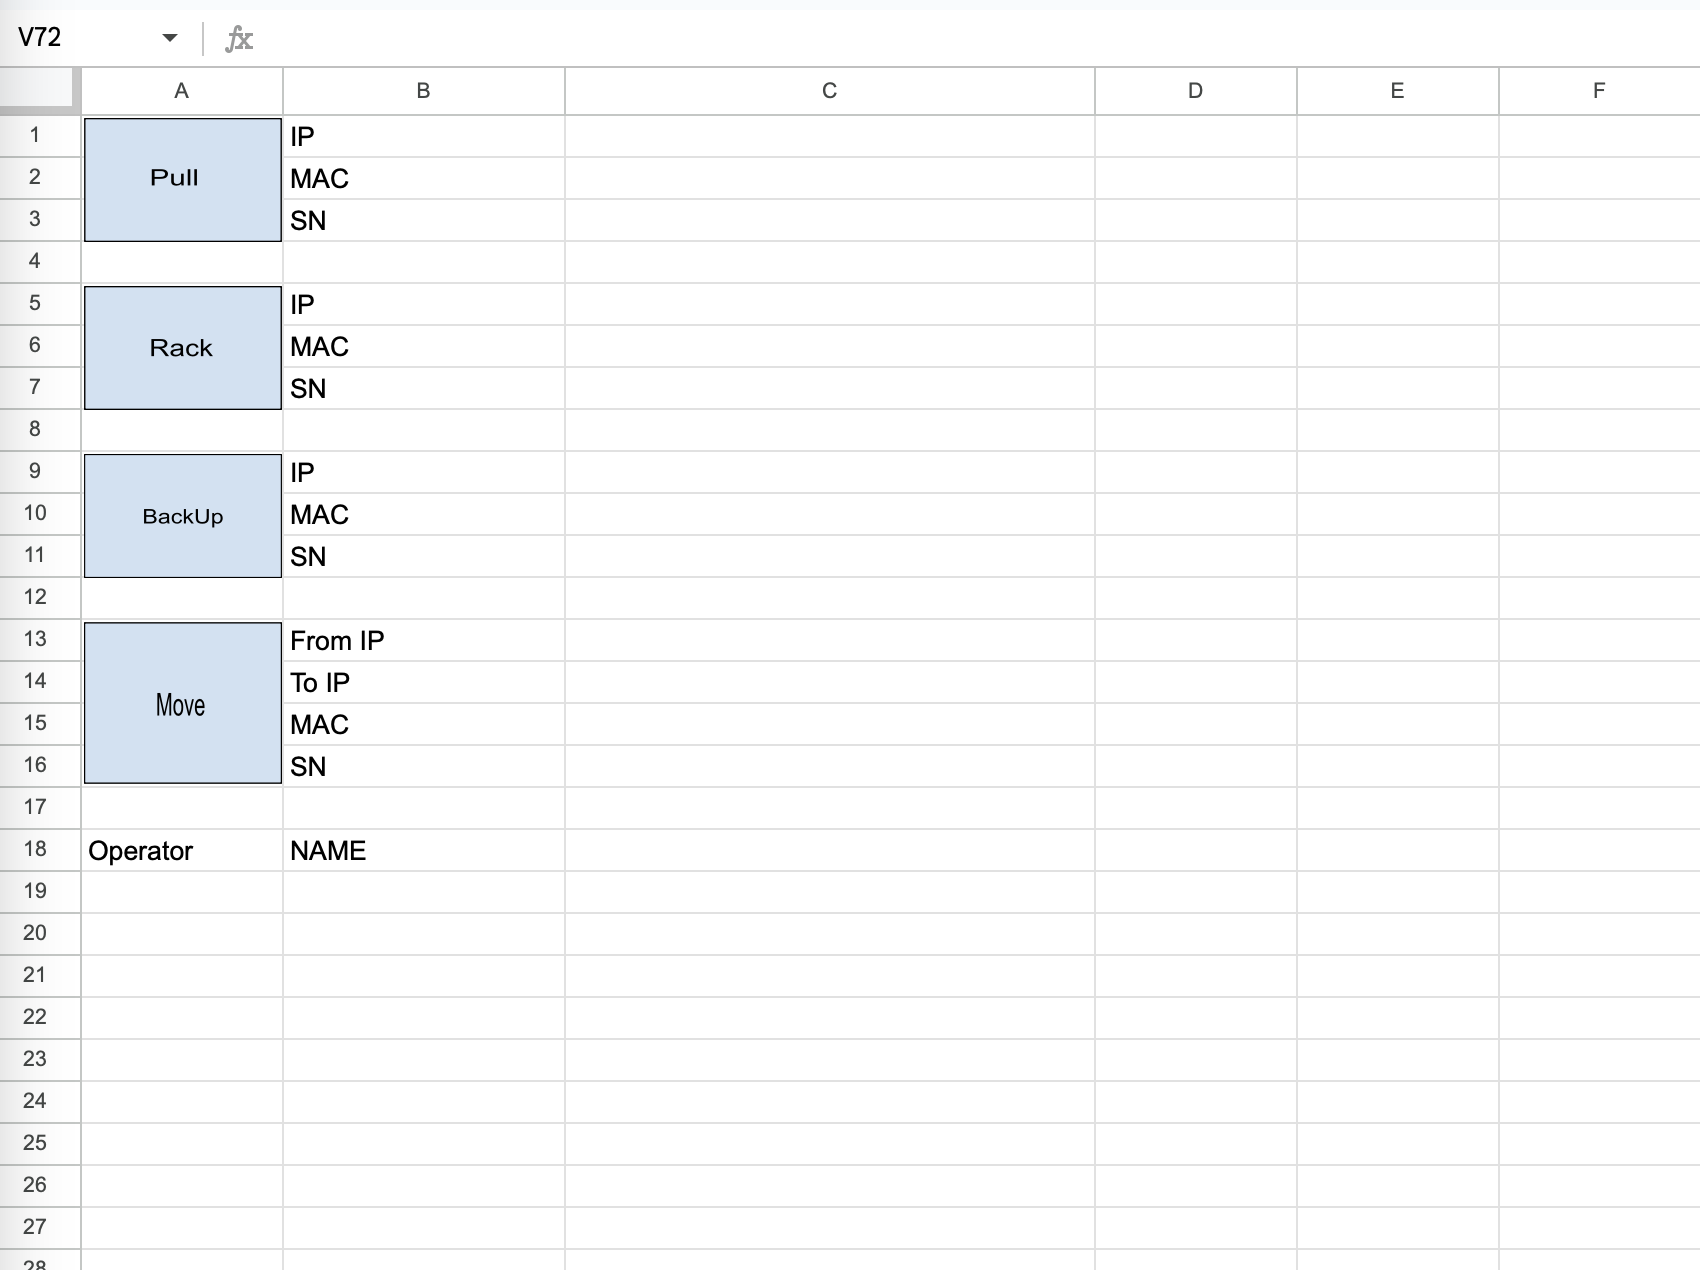 V72 fx
A B C D E F
1 IP
2 Pull MAC
3 SN
4
5 IP
6 Rack MAC
7 SN
8
9 IP
10 BackUp MAC
11 SN
12
13 From IP
14 To IP
Move
15 MAC
16 SN
17
18 Operator NAME
19
20
21
22
23
24
25
26
27
28